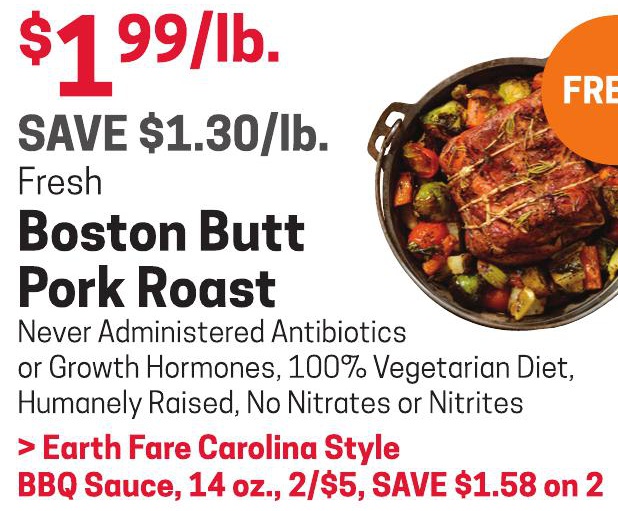 $1 99/lb.
SAVE $1.30/lb.
Fresh
Boston Butt
Pork Roast
Never Administered Antibiotics
or Growth Hormones, 100% Vegetarian Diet,
Humanely Raised, No Nitrates or Nitrites
> Earth Fare Carolina Style
BBQ Sauce, 14 oz., 2/$5, SAVE $1.58 on 2